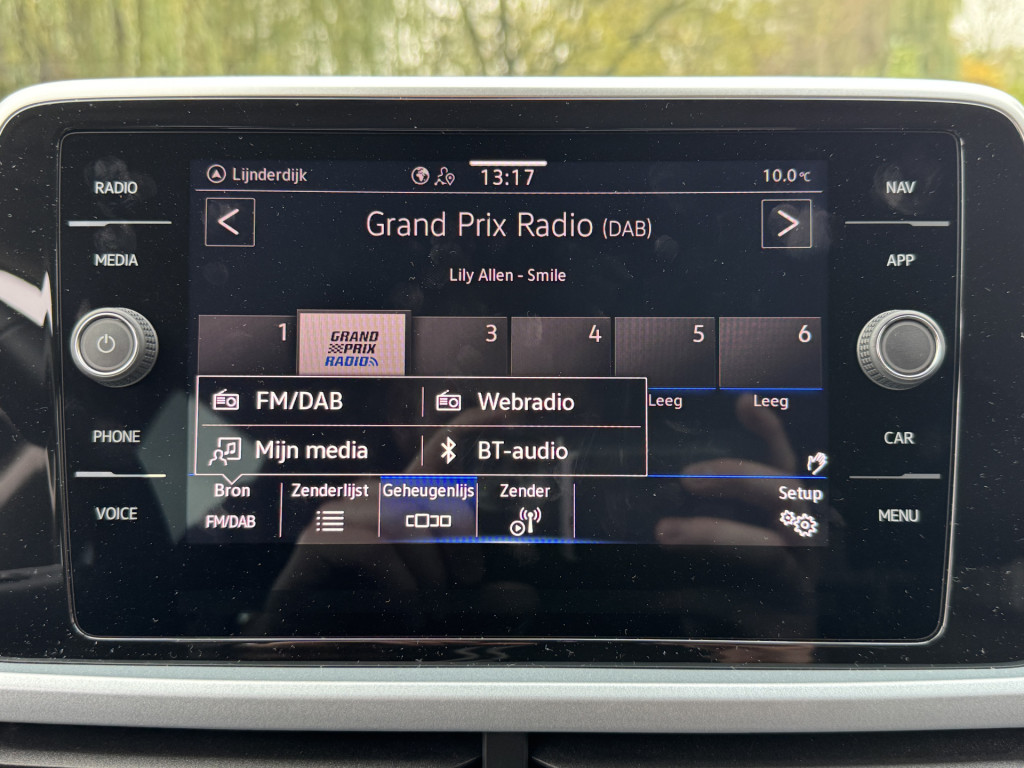 RADIO
MEDIA
PHONE
VOICE
Lijnderdijk 13:17 10.0°C
Grand Prix Radio (DAB)
Lily Allen - Smile
1 3 4 5 6
GRAND
PRIX
RADIO
Leeg Leeg
FM/DAB Webradio
Mijn media BT-audio
Bron Zenderlijst Geheugenlijs Zender Setup
FM/DAB
NAV
APP
CAR
MENU